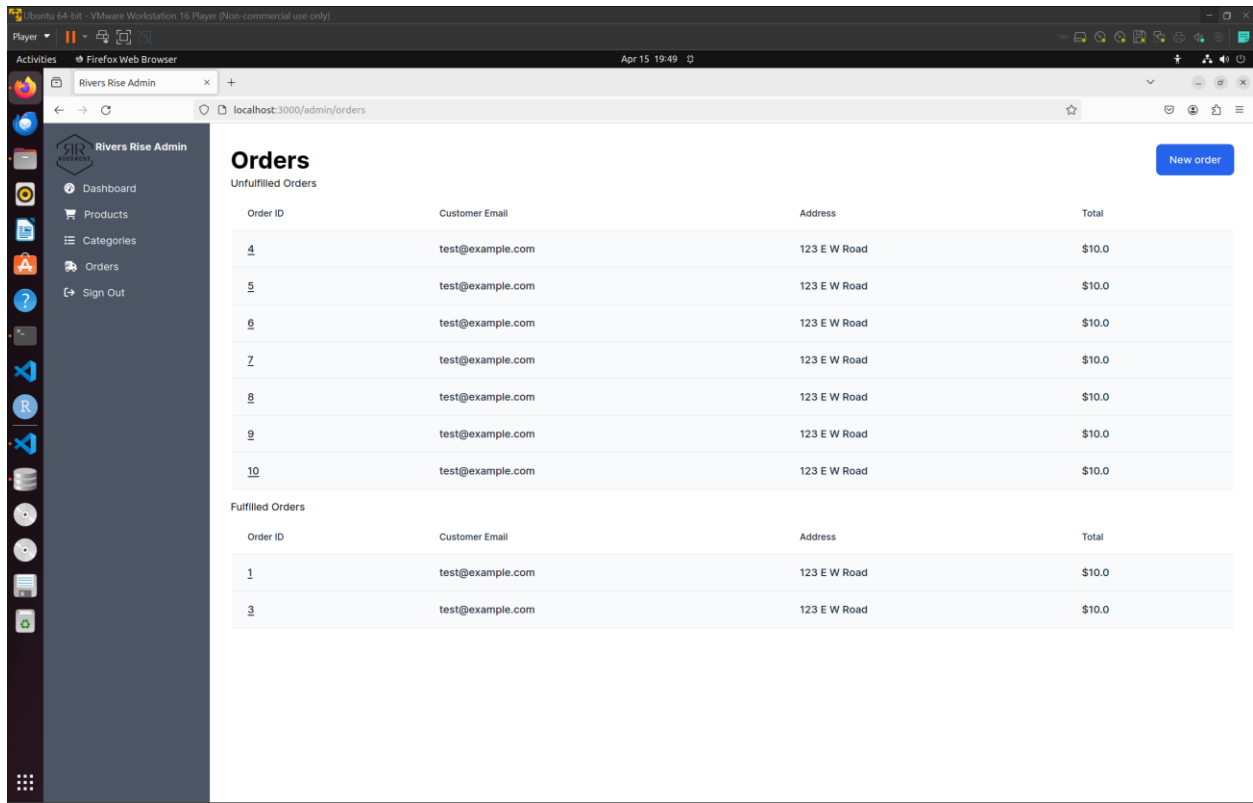 Ubuntu 64-bit - VMware Workstation 16 Player (Non-commercial use only)
Player
Activities Firefox Web Browser Apr 15 19:49
Rivers Rise Admin
localhost:3000/admin/orders
RR
WOODWORX
Rivers Rise Admin
Dashboard
Products
Categories
Orders
Sign Out
Orders
New order
Unfulfilled Orders
Order ID Customer Email Address Total
4 test@example.com 123 E W Road $10.0
5 test@example.com 123 E W Road $10.0
6 test@example.com 123 E W Road $10.0
7 test@example.com 123 E W Road $10.0
8 test@example.com 123 E W Road $10.0
9 test@example.com 123 E W Road $10.0
10 test@example.com 123 E W Road $10.0
Fulfilled Orders
Order ID Customer Email Address Total
1 test@example.com 123 E W Road $10.0
3 test@example.com 123 E W Road $10.0